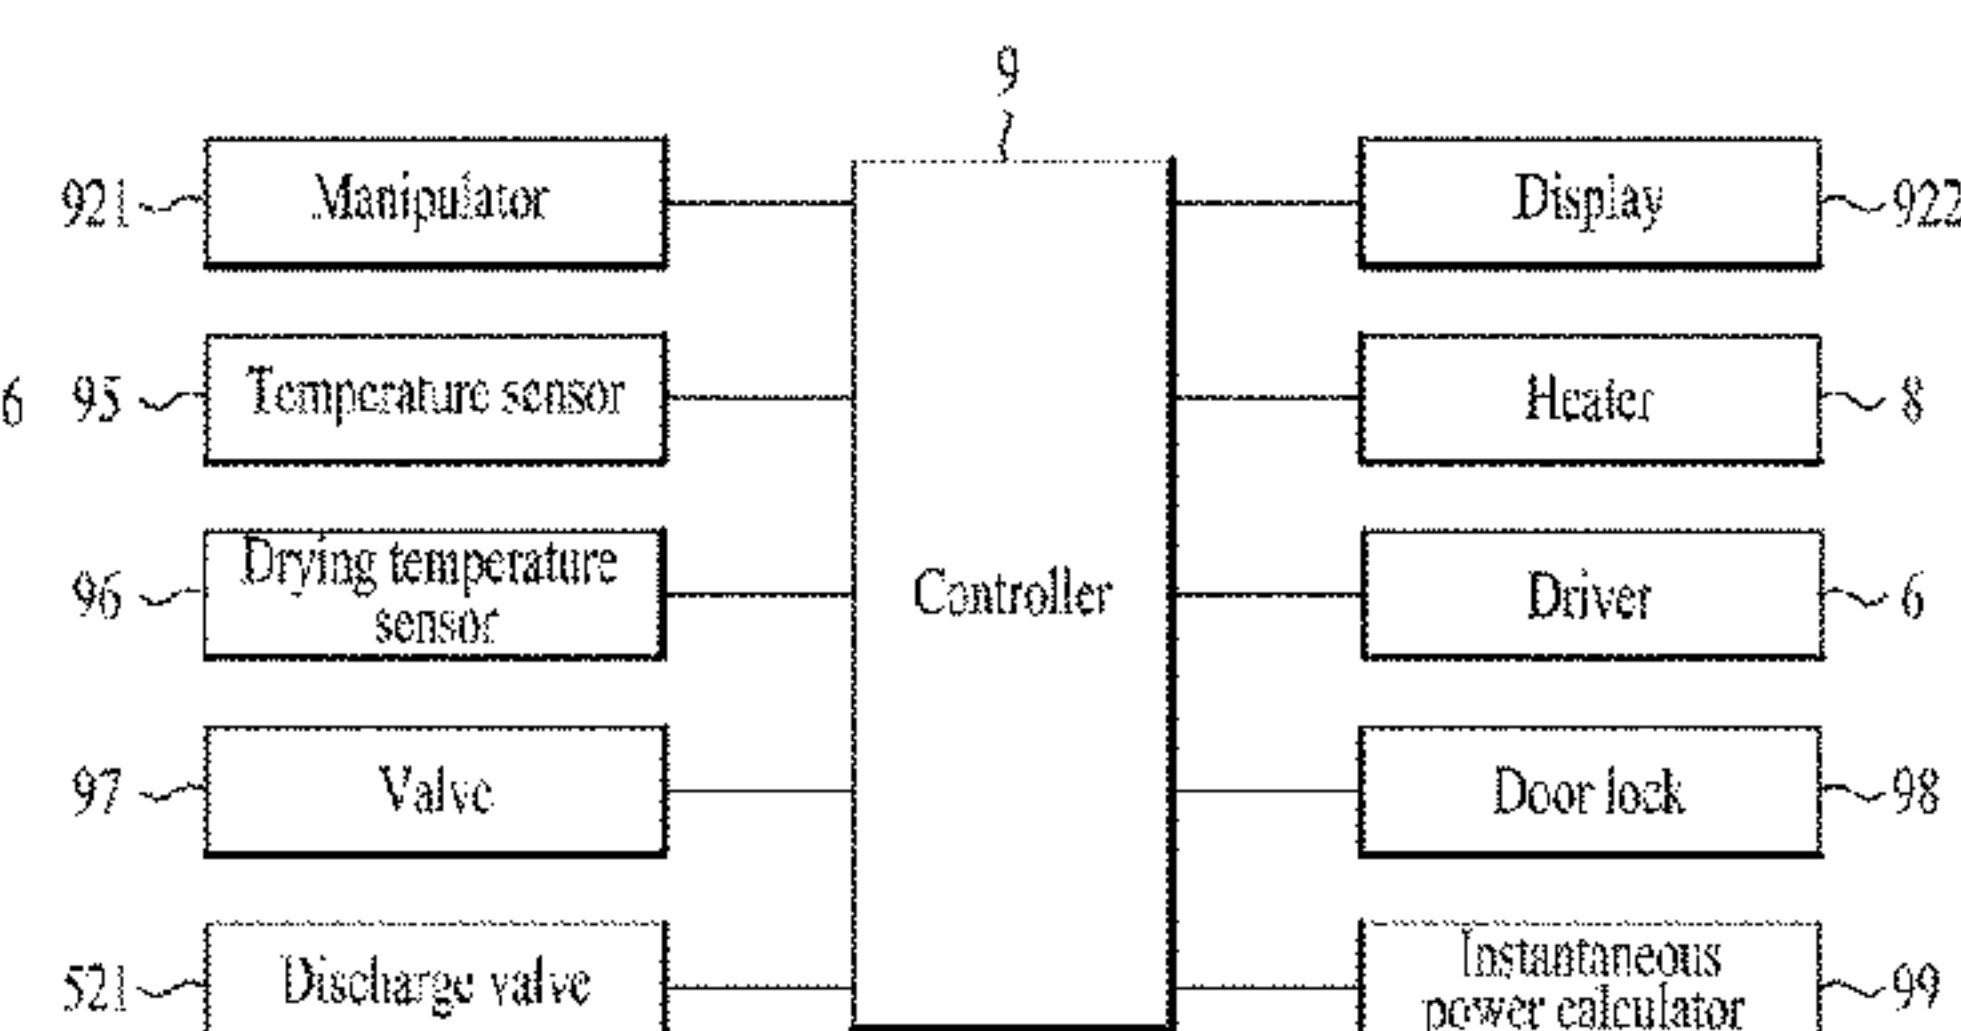 9
921 Manipulator
Display 922
6 95 Temperature sensor
Heater 8
96 Drying temperature
sensor
Controller
Driver 6
97 Valve
Door lock 98
521 Discharge valve
Instantaneous
power calculator 99